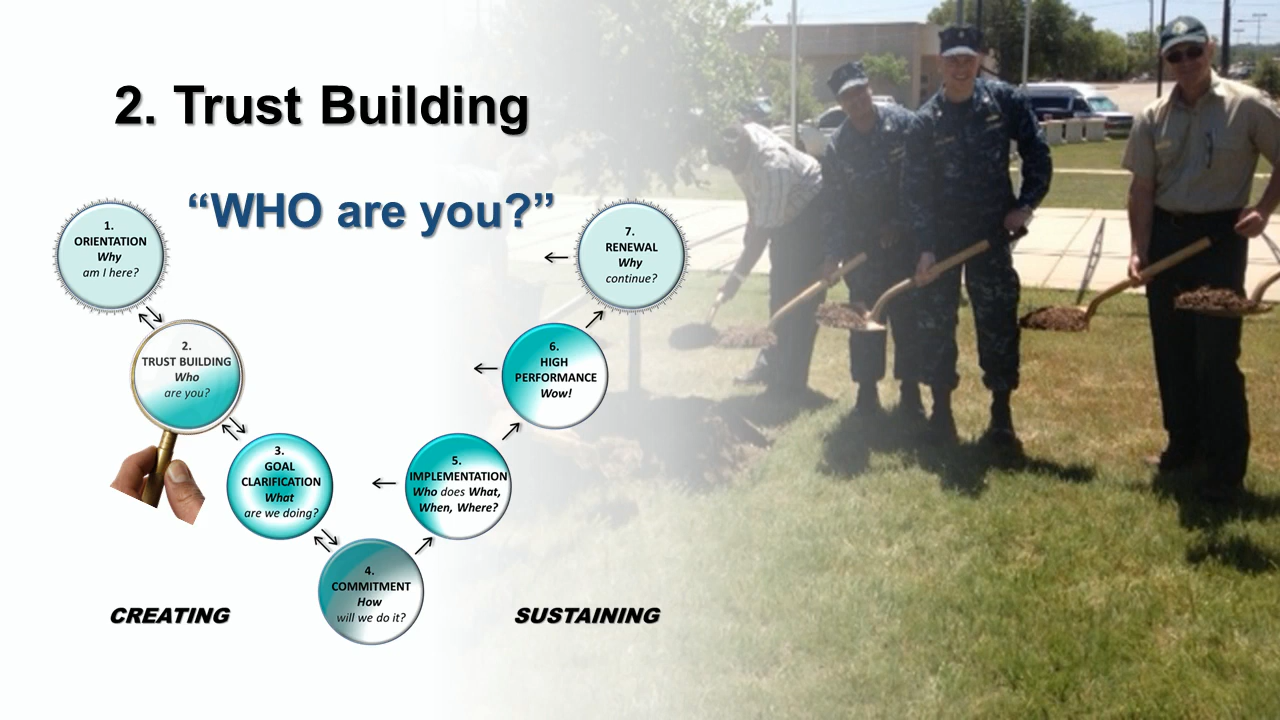 2. Trust Building
“WHO are you?”
1.
ORIENTATION
Why
am I here?
2.
TRUST BUILDING
Who
are you?
3.
GOAL
CLARIFICATION
What
are we doing?
4.
COMMITMENT
How
will we do it?
5.
IMPLEMENTATION
Who does What,
When, Where?
6.
HIGH
PERFORMANCE
Wow!
7.
RENEWAL
Why
continue?
CREATING
SUSTAINING